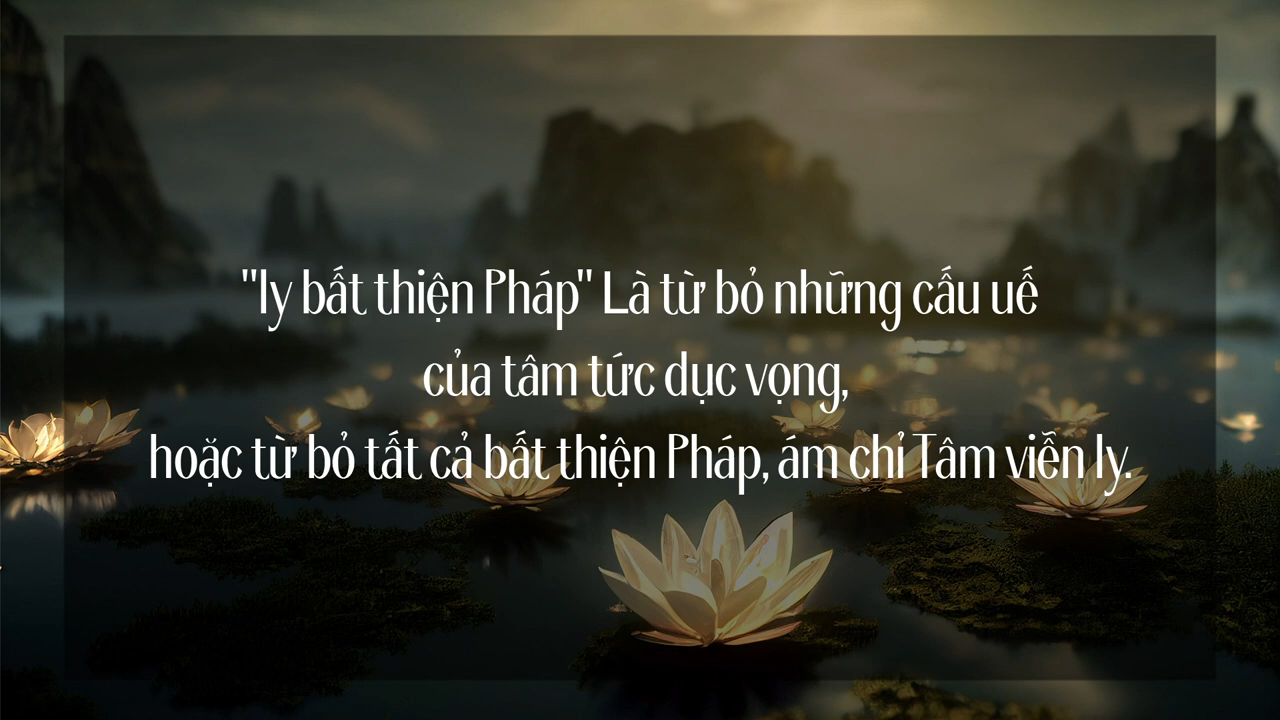 "ly bất thiện Pháp" Là từ bỏ những cấu uế
của tâm tức dục vọng,
hoặc từ bỏ tất cả bất thiện Pháp, ám chỉ Tâm viễn ly.